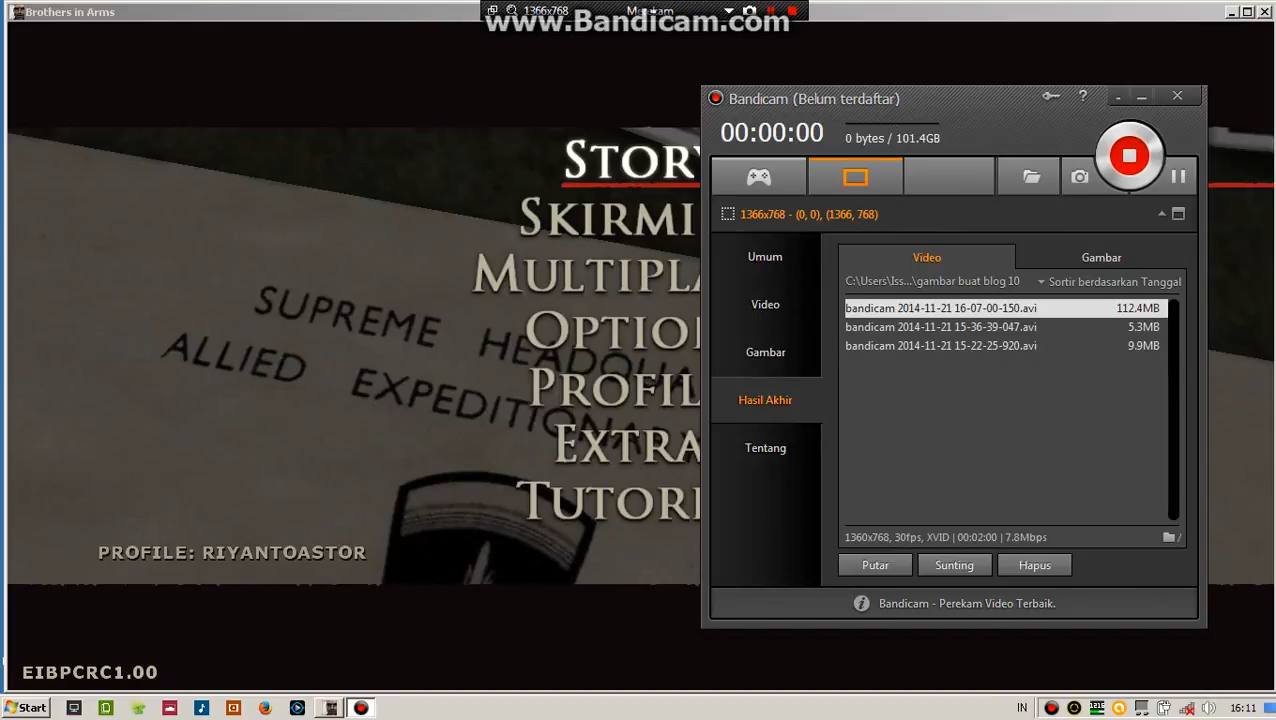 Brothers in Arms
1366x768
www.Bandicam.com
Bandicam (Belum terdaftar)
00:00:00
0 bytes / 101.4GB
1366x768 - (0, 0), (1366, 768)
Umum
Video
Gambar
Hasil Akhir
Tentang
Video
Gambar
C:\Users\Iss...\gambar buat blog 10
Sortir berdasarkan Tanggal
bandicam 2014-11-21 16-07-00-150.avi 112.4MB
bandicam 2014-11-21 15-36-39-047.avi 5.3MB
bandicam 2014-11-21 15-22-25-920.avi 9.9MB
1360x768, 30fps, XVID | 00:02:00 | 7.8Mbps
Putar
Sunting
Hapus
Bandicam - Perekam Video Terbaik.
STORY
SKIRMI
MULTIPLA
OPTIO
PROFIL
EXTRA
TUTORI
SUPREME HEADQUA
ALLIED EXPEDITIONA
PROFILE: RIYANTOASTOR
EIBPCRC1.00
Start
IN
16:11